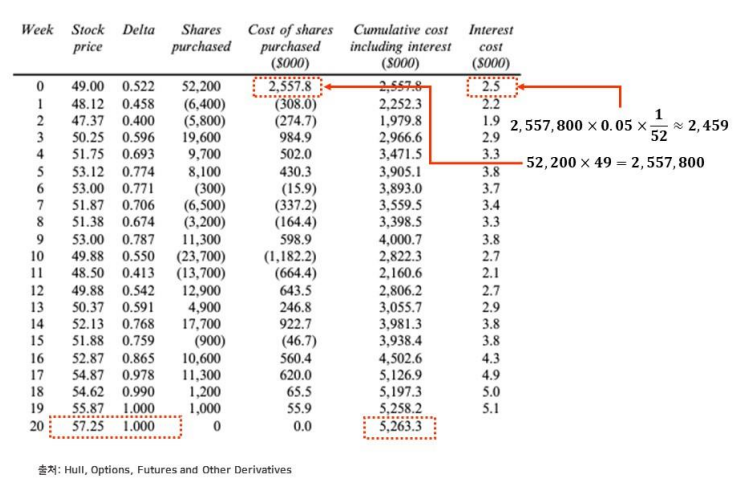 Week Stock price Delta Shares purchased Cost of shares purchased ($000) Cumulative cost including interest ($000) Interest cost ($000)
0 49.00 0.522 52,200 2,557.8 2,557.8 2.5
1 48.12 0.458 (6,400) (308.0) 2,252.3 2.2
2 47.37 0.400 (5,800) (274.7) 1,979.8 1.9
3 50.25 0.596 19,600 984.9 2,966.6 2.9
4 51.75 0.693 9,700 502.0 3,471.5 3.3
5 53.12 0.774 8,100 430.3 3,905.1 3.8
6 53.00 0.771 (300) (15.9) 3,893.0 3.7
7 51.87 0.706 (6,500) (337.2) 3,559.5 3.4
8 51.38 0.674 (3,200) (164.4) 3,398.5 3.3
9 53.00 0.787 11,300 598.9 4,000.7 3.8
10 49.88 0.550 (23,700) (1,182.2) 2,822.3 2.7
11 48.50 0.413 (13,700) (664.4) 2,160.6 2.1
12 49.88 0.542 12,900 643.5 2,806.2 2.7
13 50.37 0.591 4,900 246.8 3,055.7 2.9
14 52.13 0.768 17,700 922.7 3,981.3 3.8
15 51.88 0.759 (900) (46.7) 3,938.4 3.8
16 52.87 0.865 10,600 560.4 4,502.6 4.3
17 54.87 0.978 11,300 620.0 5,126.9 4.9
18 54.62 0.990 1,200 65.5 5,197.3 5.0
19 55.87 1.000 1,000 55.9 5,258.2 5.1
20 57.25 1.000 0 0.0 5,263.3
2,557,800 × 0.05 × 1/52 ≈ 2,459
52,200 × 49 = 2,557,800
출처: Hull, Options, Futures and Other Derivatives